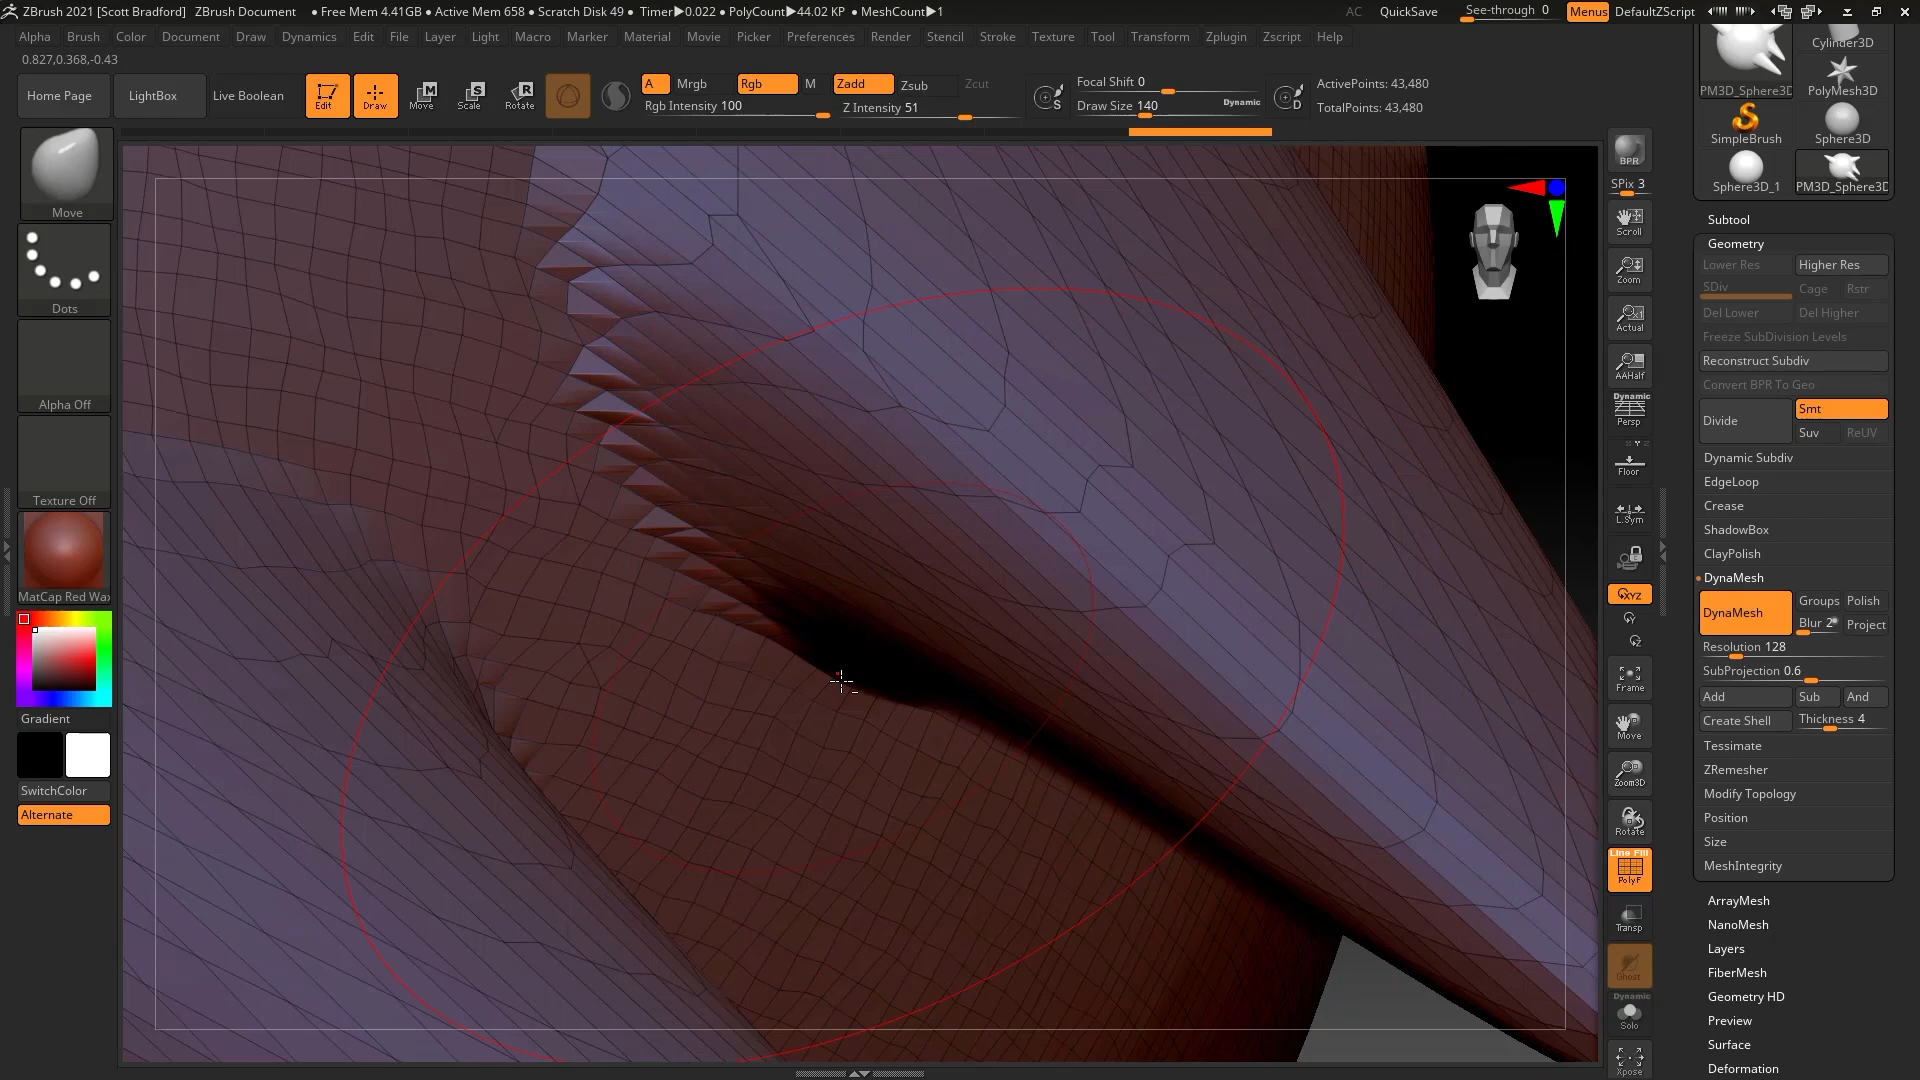 ZBrush 2021 [Scott Bradford] ZBrush Document • Free Mem 4.41GB • Active Mem 658 • Scratch Disk 49 • Timer▶0.022 • PolyCount▶44.02 KP • MeshCount▶1 AC QuickSave See-through 0 Menus DefaultZScript
Alpha Brush Color Document Draw Dynamics Edit File Layer Light Macro Marker Material Movie Picker Preferences Render Stencil Stroke Texture Tool Transform Zplugin Zscript Help
0.827,0.368,-0.43
Home Page LightBox Live Boolean Edit Draw Move Scale Rotate
A Mrgb Rgb M Zadd Zsub Zcut
Rgb Intensity 100 Z Intensity 51
S Focal Shift 0
Draw Size 140 Dynamic D
ActivePoints: 43,480
TotalPoints: 43,480
Move
Dots
Alpha Off
Texture Off
MatCap Red Wax
Gradient
SwitchColor
Alternate
BPR
SPix 3
Scroll
Zoom
Actual
AAHalf
Dynamic
Persp
Floor
L.Sym
XYZ
Y
Z
Frame
Move
Zoom3D
Rotate
Line Fill
PolyF
Transp
Ghost
Dynamic
Solo
Xpose
Cylinder3D
PM3D_Sphere3D PolyMesh3D
SimpleBrush Sphere3D
Sphere3D_1 PM3D_Sphere3D
Subtool
Geometry
Lower Res Higher Res
SDiv Cage Rstr
Del Lower Del Higher
Freeze SubDivision Levels
Reconstruct Subdiv
Convert BPR To Geo
Divide Smt
Suv ReUV
Dynamic Subdiv
EdgeLoop
Crease
ShadowBox
ClayPolish
DynaMesh
DynaMesh Groups Polish
Blur 2 Project
Resolution 128
SubProjection 0.6
Add Sub And
Create Shell Thickness 4
Tessimate
ZRemesher
Modify Topology
Position
Size
MeshIntegrity
ArrayMesh
NanoMesh
Layers
FiberMesh
Geometry HD
Preview
Surface
Deformation